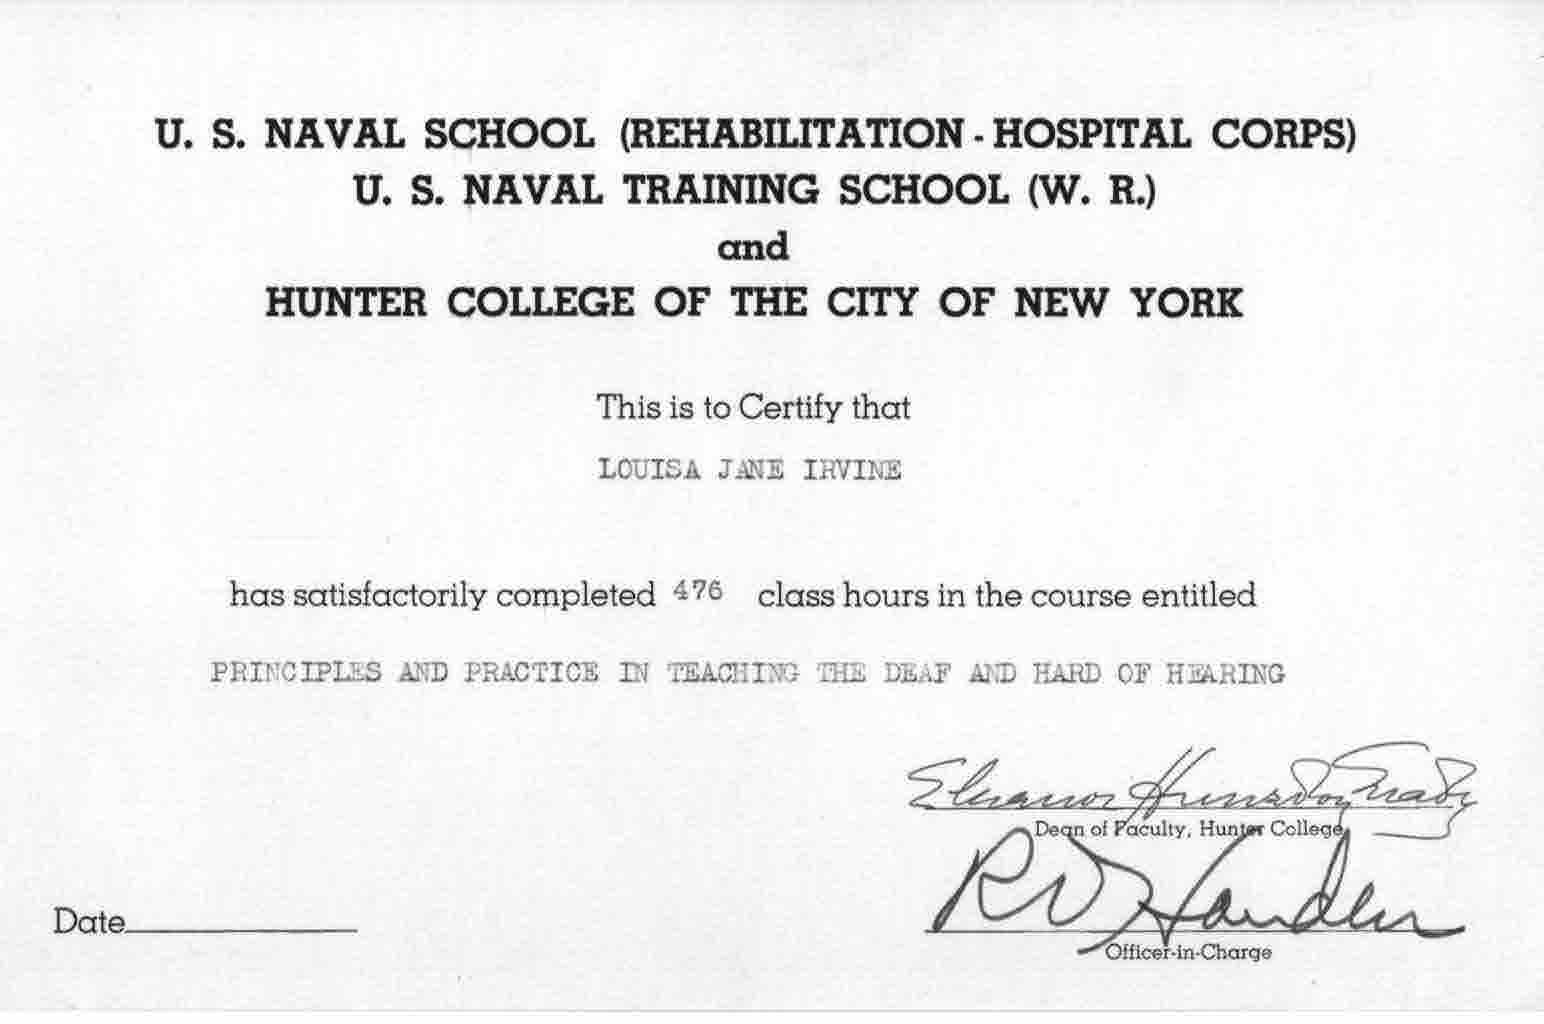 U. S. NAVAL SCHOOL (REHABILITATION - HOSPITAL CORPS)
U. S. NAVAL TRAINING SCHOOL (W. R.)
and
HUNTER COLLEGE OF THE CITY OF NEW YORK
This is to Certify that
LOUISA JANE IRVINE
has satisfactorily completed 476 class hours in the course entitled
PRINCIPLES AND PRACTICE IN TEACHING THE DEAF AND HARD OF HEARING
Eleanor Grady
Dean of Faculty, Hunter College
R
Officer-in-Charge
Date